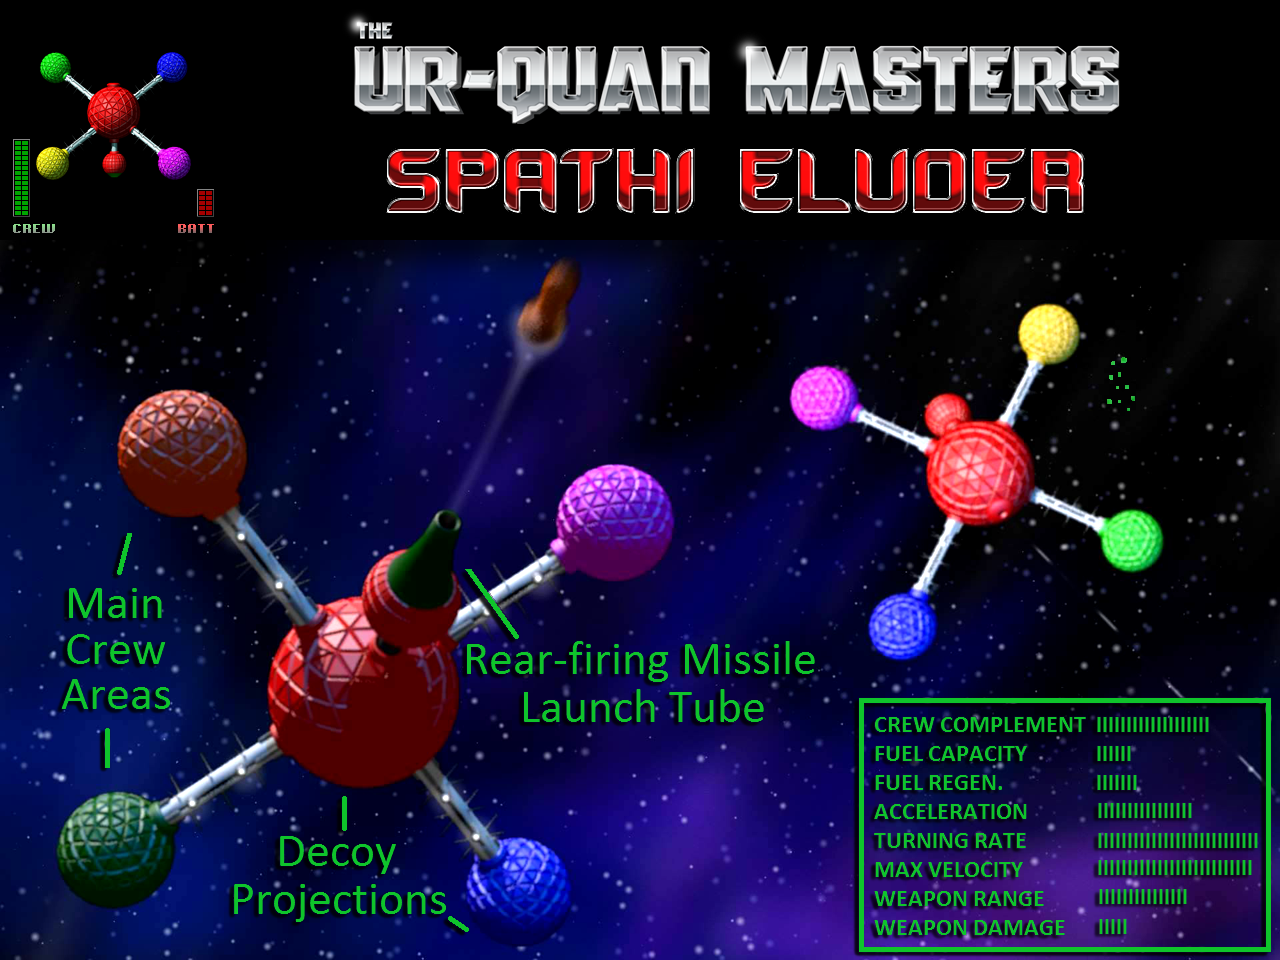 THE
UR-QUAN MASTERS
SPATHI ELUDER
CREW
BATT
Main
Crew
Areas
Rear-firing Missile
Launch Tube
Decoy
Projections
CREW COMPLEMENT
FUEL CAPACITY
FUEL REGEN.
ACCELERATION
TURNING RATE
MAX VELOCITY
WEAPON RANGE
WEAPON DAMAGE